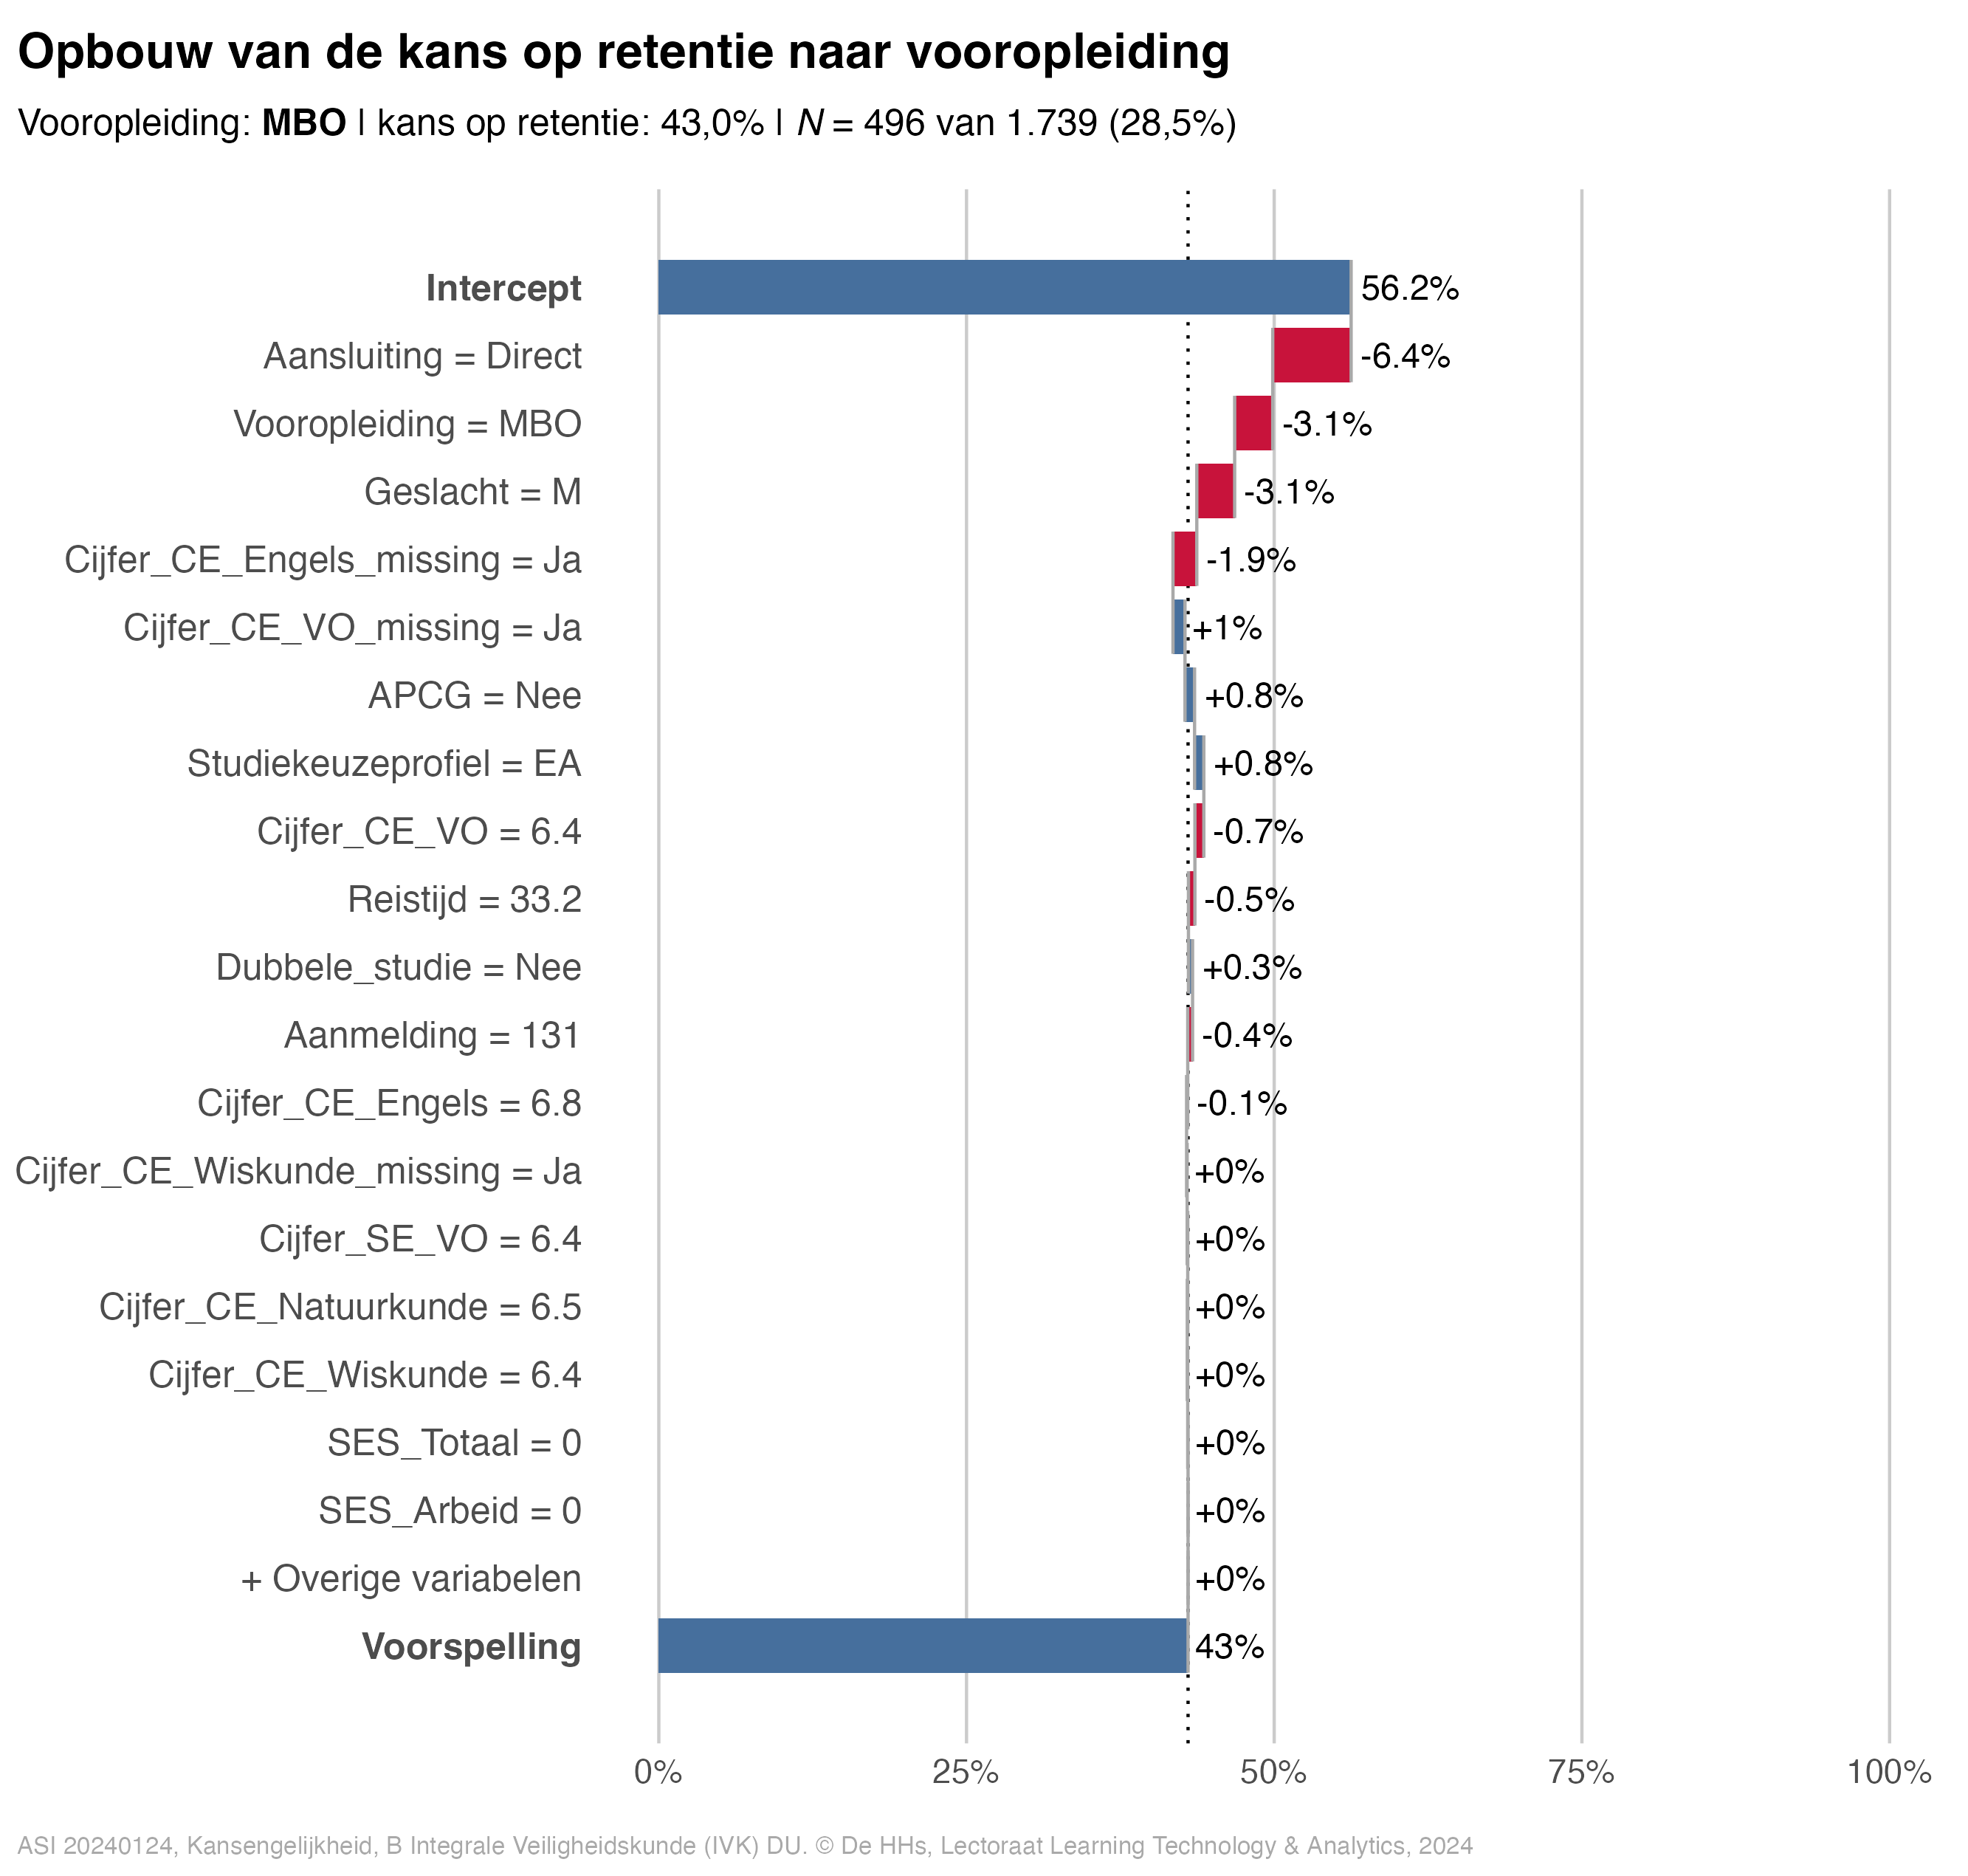 Opbouw van de kans op retentie naar vooropleiding
Vooropleiding: MBO | kans op retentie: 43,0% | N = 496 van 1.739 (28,5%)
Intercept 56.2%
Aansluiting = Direct -6.4%
Vooropleiding = MBO -3.1%
Geslacht = M -3.1%
Cijfer_CE_Engels_missing = Ja -1.9%
Cijfer_CE_VO_missing = Ja +1%
APCG = Nee +0.8%
Studiekeuzeprofiel = EA +0.8%
Cijfer_CE_VO = 6.4 -0.7%
Reistijd = 33.2 -0.5%
Dubbele_studie = Nee +0.3%
Aanmelding = 131 -0.4%
Cijfer_CE_Engels = 6.8 -0.1%
Cijfer_CE_Wiskunde_missing = Ja +0%
Cijfer_SE_VO = 6.4 +0%
Cijfer_CE_Natuurkunde = 6.5 +0%
Cijfer_CE_Wiskunde = 6.4 +0%
SES_Totaal = 0 +0%
SES_Arbeid = 0 +0%
+ Overige variabelen +0%
Voorspelling 43%
0% 25% 50% 75% 100%
ASI 20240124, Kansengelijkheid, B Integrale Veiligheidskunde (IVK) DU. © De HHs, Lectoraat Learning Technology & Analytics, 2024